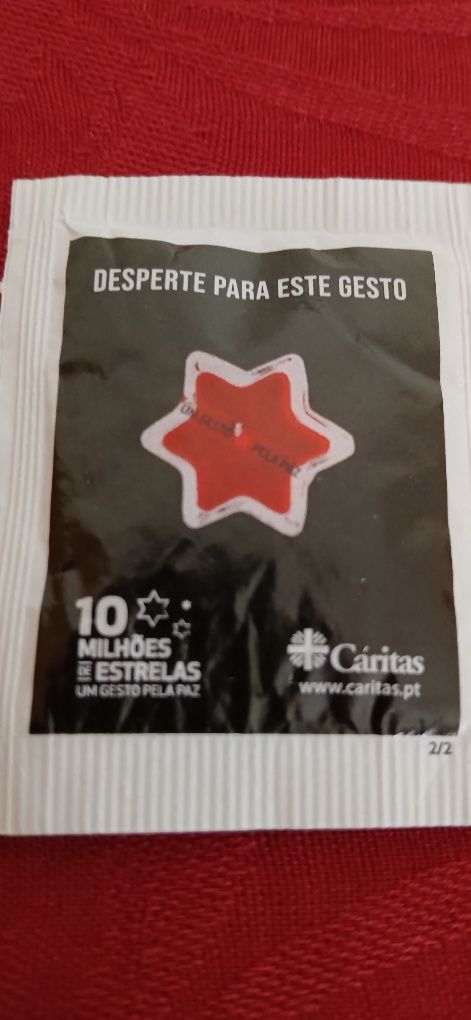 DESPERTE PARA ESTE GESTO
UM GESTO PELA PAZ
10
MILHÕES
DE ESTRELAS
UM GESTO PELA PAZ
Cáritas
www.caritas.pt
2/2